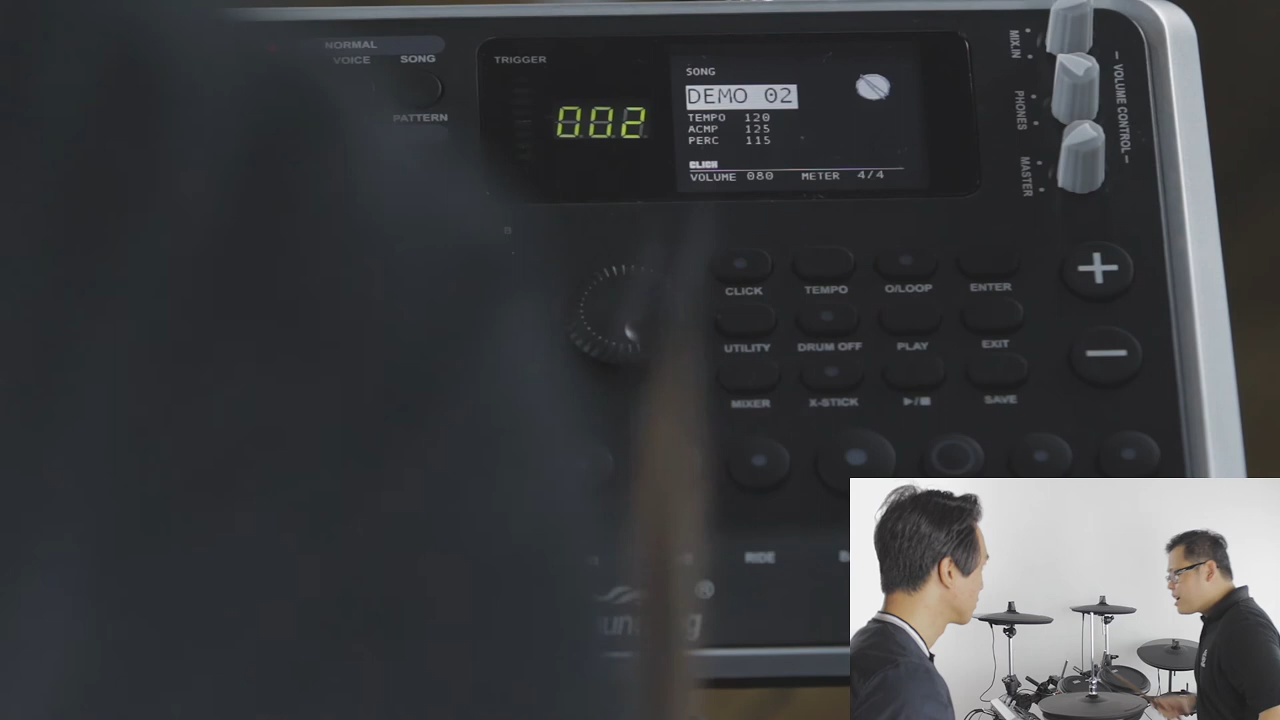 NORMAL
VOICE SONG
PATTERN
TRIGGER
002
SONG
DEMO 02
TEMPO 120
ACMP 125
PERC 115
CLICK
VOLUME 080 METER 4/4
MIX.IN
PHONES
MASTER
VOLUME CONTROL
B
CLICK TEMPO O/LOOP ENTER
UTILITY DRUM OFF PLAY EXIT
MIXER X-STICK ▶/■ SAVE
+
−
RIDE